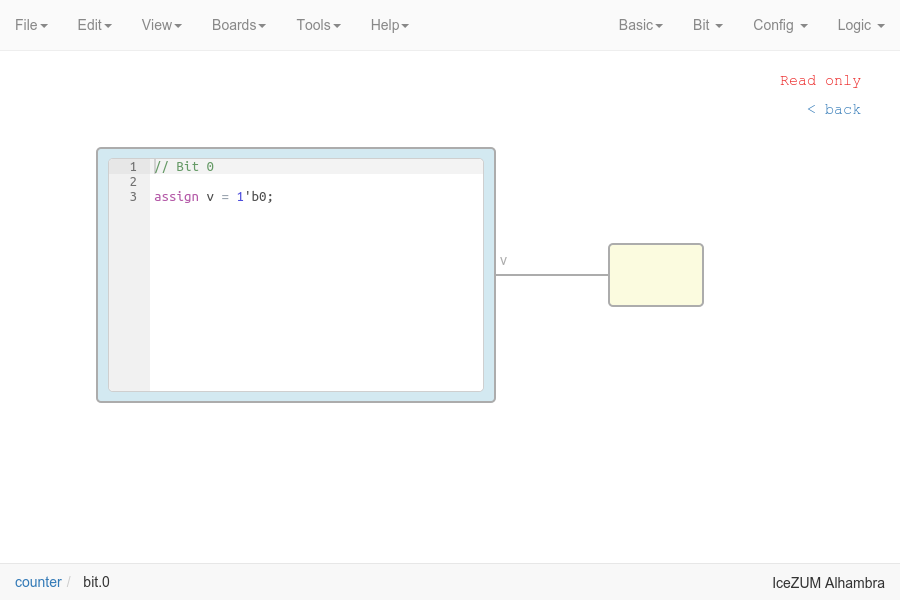 File Edit View Boards Tools Help Basic Bit Config Logic
Read only
< back
1 // Bit 0
2
3 assign v = 1'b0;
v
counter / bit.0 IceZUM Alhambra